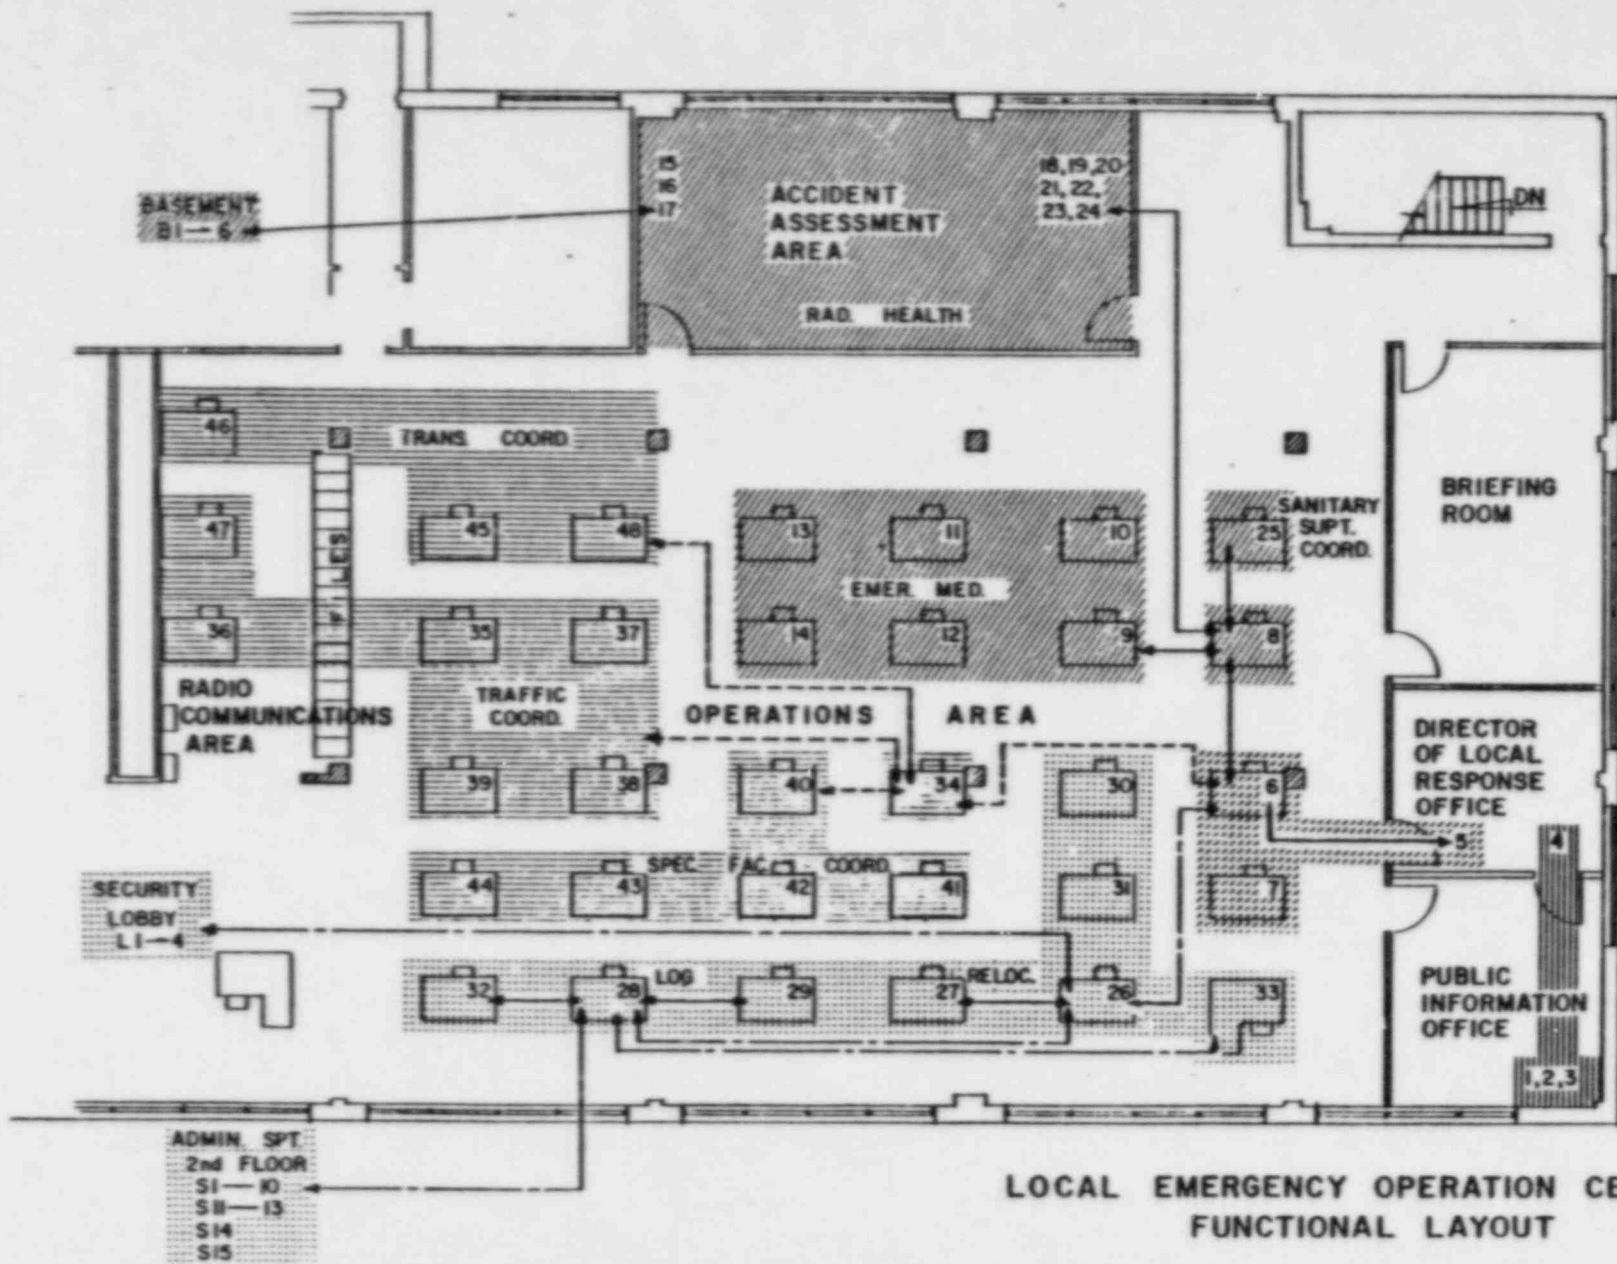 BASEMENT
B1—6
15
16
17
ACCIDENT
ASSESSMENT
AREA
18,19,20
21,22,
23,24
RAD. HEALTH
DN
46
TRANS. COORD.
47
45
48
13
11
10
25
SANITARY
SUPT.
COORD.
BRIEFING
ROOM
FILES
EMER. MED.
36
35
37
14
12
9
8
RADIO
COMMUNICATIONS
AREA
TRAFFIC
COORD.
OPERATIONS AREA
DIRECTOR
OF LOCAL
RESPONSE
OFFICE
39
38
40
34
30
6
5
4
SPEC. FAC. COORD.
44
43
42
41
31
7
SECURITY
LOBBY
L1—4
LOG
RELOC.
32
28
29
27
26
33
PUBLIC
INFORMATION
OFFICE
1,2,3
ADMIN. SPT.
2nd FLOOR
S1—10
S11—13
S14
S15
LOCAL EMERGENCY OPERATION CE
FUNCTIONAL LAYOUT